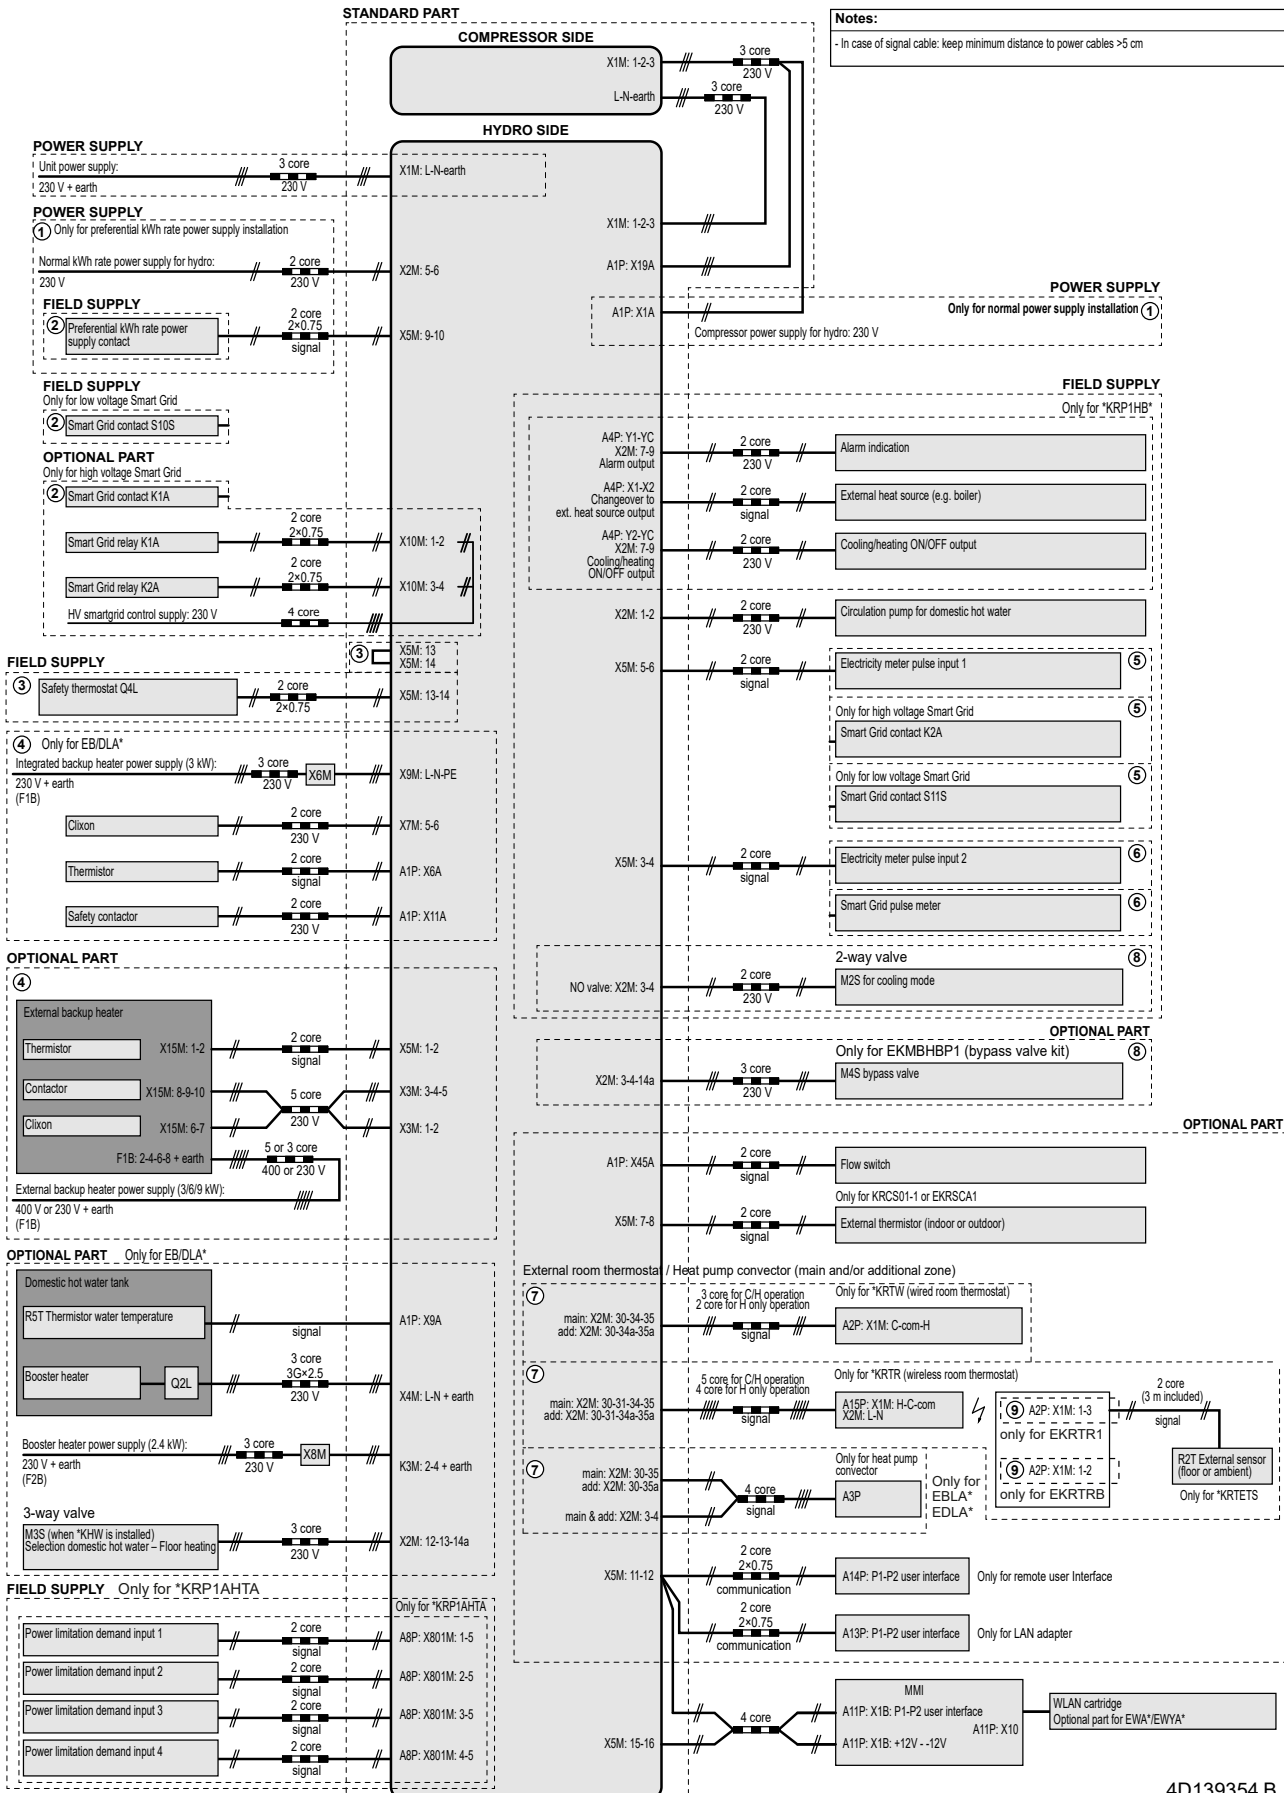 STANDARD PART
Notes:
- In case of signal cable: keep minimum distance to power cables >5 cm
COMPRESSOR SIDE
X1M: 1-2-3
3 core
230 V
L-N-earth
3 core
230 V
HYDRO SIDE
POWER SUPPLY
Unit power supply:
230 V + earth
3 core
230 V
X1M: L-N-earth
POWER SUPPLY
1 Only for preferential kWh rate power supply installation
Normal kWh rate power supply for hydro:
230 V
2 core
230 V
X2M: 5-6
FIELD SUPPLY
2 Preferential kWh rate power
supply contact
2 core
2×0.75
signal
X5M: 9-10
X1M: 1-2-3
A1P: X19A
A1P: X1A
POWER SUPPLY
Only for normal power supply installation 1
Compressor power supply for hydro: 230 V
FIELD SUPPLY
Only for low voltage Smart Grid
2 Smart Grid contact S10S
OPTIONAL PART
Only for high voltage Smart Grid
2 Smart Grid contact K1A
Smart Grid relay K1A
2 core
2×0.75
X10M: 1-2
Smart Grid relay K2A
2 core
2×0.75
X10M: 3-4
HV smartgrid control supply: 230 V
4 core
3
X5M: 13
X5M: 14
FIELD SUPPLY
3 Safety thermostat Q4L
2 core
2×0.75
X5M: 13-14
4 Only for EB/DLA*
Integrated backup heater power supply (3 kW):
230 V + earth
(F1B)
3 core
230 V
X6M
X9M: L-N-PE
Clixon
2 core
230 V
X7M: 5-6
Thermistor
2 core
signal
A1P: X6A
Safety contactor
2 core
230 V
A1P: X11A
OPTIONAL PART
4
External backup heater
Thermistor
X15M: 1-2
2 core
signal
X5M: 1-2
Contactor
X15M: 8-9-10
5 core
230 V
X3M: 3-4-5
Clixon
X15M: 6-7
X3M: 1-2
F1B: 2-4-6-8 + earth
5 or 3 core
400 or 230 V
External backup heater power supply (3/6/9 kW):
400 V or 230 V + earth
(F1B)
OPTIONAL PART Only for EB/DLA*
Domestic hot water tank
R5T Thermistor water temperature
signal
A1P: X9A
Booster heater
Q2L
3 core
3G×2.5
230 V
X4M: L-N + earth
Booster heater power supply (2.4 kW):
230 V + earth
(F2B)
3 core
230 V
X8M
K3M: 2-4 + earth
3-way valve
M3S (when *KHW is installed)
Selection domestic hot water – Floor heating
3 core
230 V
X2M: 12-13-14a
FIELD SUPPLY Only for *KRP1AHTA
Only for *KRP1AHTA
Power limitation demand input 1
2 core
signal
A8P: X801M: 1-5
Power limitation demand input 2
2 core
signal
A8P: X801M: 2-5
Power limitation demand input 3
2 core
signal
A8P: X801M: 3-5
Power limitation demand input 4
2 core
signal
A8P: X801M: 4-5
FIELD SUPPLY
Only for *KRP1HB*
A4P: Y1-YC
X2M: 7-9
Alarm output
2 core
230 V
Alarm indication
A4P: X1-X2
Changeover to
ext. heat source output
2 core
signal
External heat source (e.g. boiler)
A4P: Y2-YC
X2M: 7-9
Cooling/heating
ON/OFF output
2 core
230 V
Cooling/heating ON/OFF output
X2M: 1-2
2 core
230 V
Circulation pump for domestic hot water
X5M: 5-6
2 core
signal
Electricity meter pulse input 1
5
Only for high voltage Smart Grid
5
Smart Grid contact K2A
Only for low voltage Smart Grid
5
Smart Grid contact S11S
X5M: 3-4
2 core
signal
Electricity meter pulse input 2
6
Smart Grid pulse meter
6
2-way valve
8
NO valve: X2M: 3-4
2 core
230 V
M2S for cooling mode
OPTIONAL PART
Only for EKMBHBP1 (bypass valve kit)
8
X2M: 3-4-14a
3 core
230 V
M4S bypass valve
OPTIONAL PART
A1P: X45A
2 core
signal
Flow switch
Only for KRCS01-1 or EKRSCA1
X5M: 7-8
2 core
signal
External thermistor (indoor or outdoor)
External room thermostat / Heat pump convector (main and/or additional zone)
7
3 core for C/H operation
2 core for H only operation
Only for *KRTW (wired room thermostat)
main: X2M: 30-34-35
add: X2M: 30-34a-35a
signal
A2P: X1M: C-com-H
7
5 core for C/H operation
4 core for H only operation
Only for *KRTR (wireless room thermostat)
main: X2M: 30-31-34-35
add: X2M: 30-31-34a-35a
signal
A15P: X1M: H-C-com
X2M: L-N
9 A2P: X1M: 1-3
only for EKRTR1
9 A2P: X1M: 1-2
only for EKRTRB
2 core
(3 m included)
signal
R2T External sensor
(floor or ambient)
Only for *KRTETS
7
main: X2M: 30-35
add: X2M: 30-35a
main & add: X2M: 3-4
4 core
signal
Only for heat pump
convector
A3P
Only for
EBLA*
EDLA*
X5M: 11-12
2 core
2×0.75
communication
A14P: P1-P2 user interface
Only for remote user Interface
2 core
2×0.75
communication
A13P: P1-P2 user interface
Only for LAN adapter
X5M: 15-16
4 core
MMI
A11P: X1B: P1-P2 user interface
A11P: X10
A11P: X1B: +12V - -12V
WLAN cartridge
Optional part for EWA*/EWYA*
4D139354 B